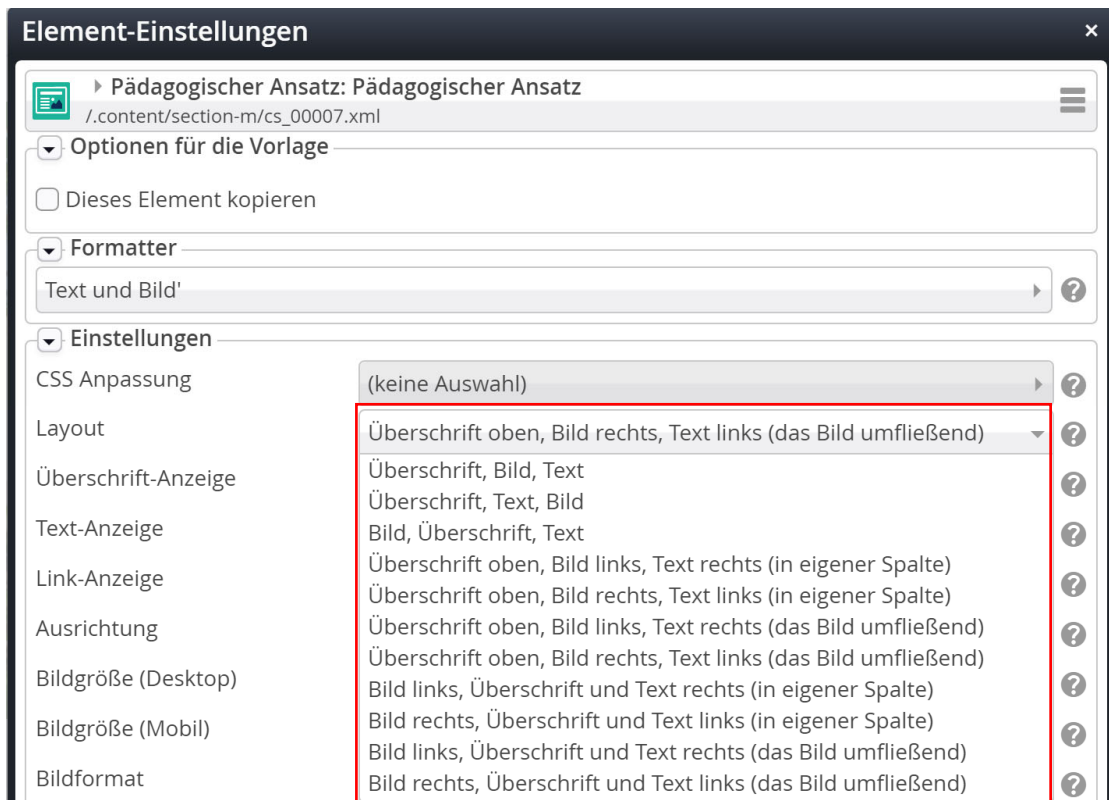 Element-Einstellungen
Pädagogischer Ansatz: Pädagogischer Ansatz
/.content/section-m/cs_00007.xml
Optionen für die Vorlage
Dieses Element kopieren
Formatter
Text und Bild'
Einstellungen
CSS Anpassung
(keine Auswahl)
Layout
Überschrift oben, Bild rechts, Text links (das Bild umfließend)
Überschrift-Anzeige
Text-Anzeige
Link-Anzeige
Ausrichtung
Bildgröße (Desktop)
Bildgröße (Mobil)
Bildformat
Überschrift, Bild, Text
Überschrift, Text, Bild
Bild, Überschrift, Text
Überschrift oben, Bild links, Text rechts (in eigener Spalte)
Überschrift oben, Bild rechts, Text links (in eigener Spalte)
Überschrift oben, Bild links, Text rechts (das Bild umfließend)
Überschrift oben, Bild rechts, Text links (das Bild umfließend)
Bild links, Überschrift und Text rechts (in eigener Spalte)
Bild rechts, Überschrift und Text links (in eigener Spalte)
Bild links, Überschrift und Text rechts (das Bild umfließend)
Bild rechts, Überschrift und Text links (das Bild umfließend)